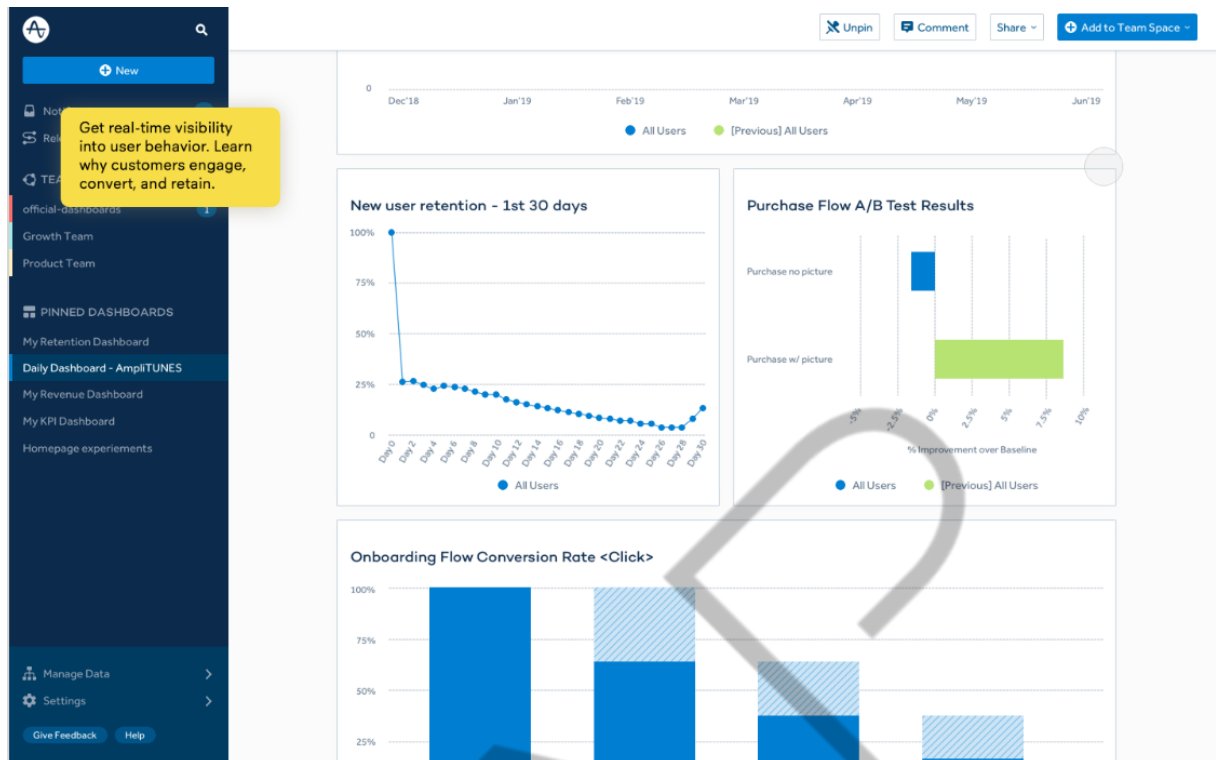 New
Unpin
Comment
Share
Add to Team Space
Get real-time visibility
into user behavior. Learn
why customers engage,
convert, and retain.
official-dashboards 1
Growth Team
Product Team
PINNED DASHBOARDS
My Retention Dashboard
Daily Dashboard - AmpliTUNES
My Revenue Dashboard
My KPI Dashboard
Homepage experiements
Manage Data
Settings
Give Feedback
Help
0
Dec'18 Jan'19 Feb'19 Mar'19 Apr'19 May'19 Jun'19
All Users [Previous] All Users
New user retention - 1st 30 days
100%
75%
50%
25%
0
Day 0 Day 2 Day 4 Day 6 Day 8 Day 10 Day 12 Day 14 Day 16 Day 18 Day 20 Day 22 Day 24 Day 26 Day 28 Day 30
All Users
Purchase Flow A/B Test Results
Purchase no picture
Purchase w/ picture
-5% -2.5% 0% 2.5% 5% 7.5% 10%
% Improvement over Baseline
All Users [Previous] All Users
Onboarding Flow Conversion Rate <Click>
100%
75%
50%
25%